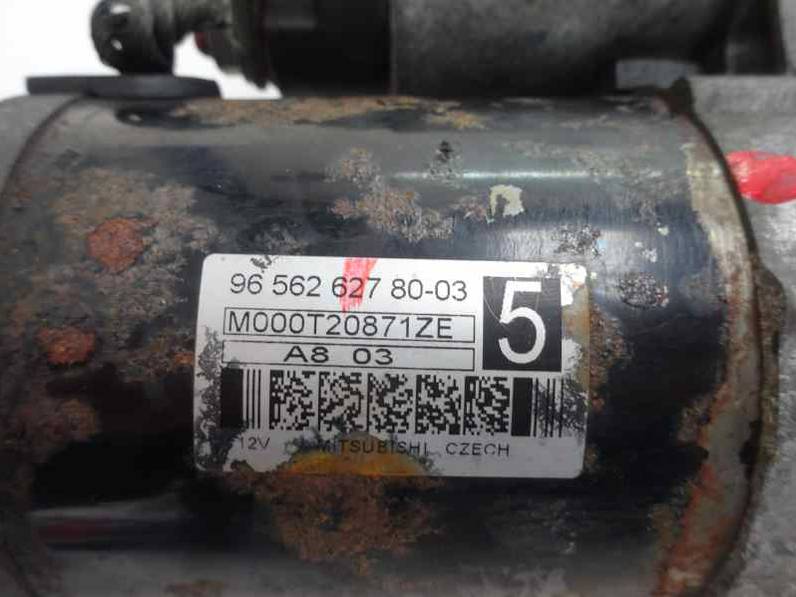 96 562 627 80-03
5
M000T20871ZE
A8 03
12V MITSUBISHI CZECH